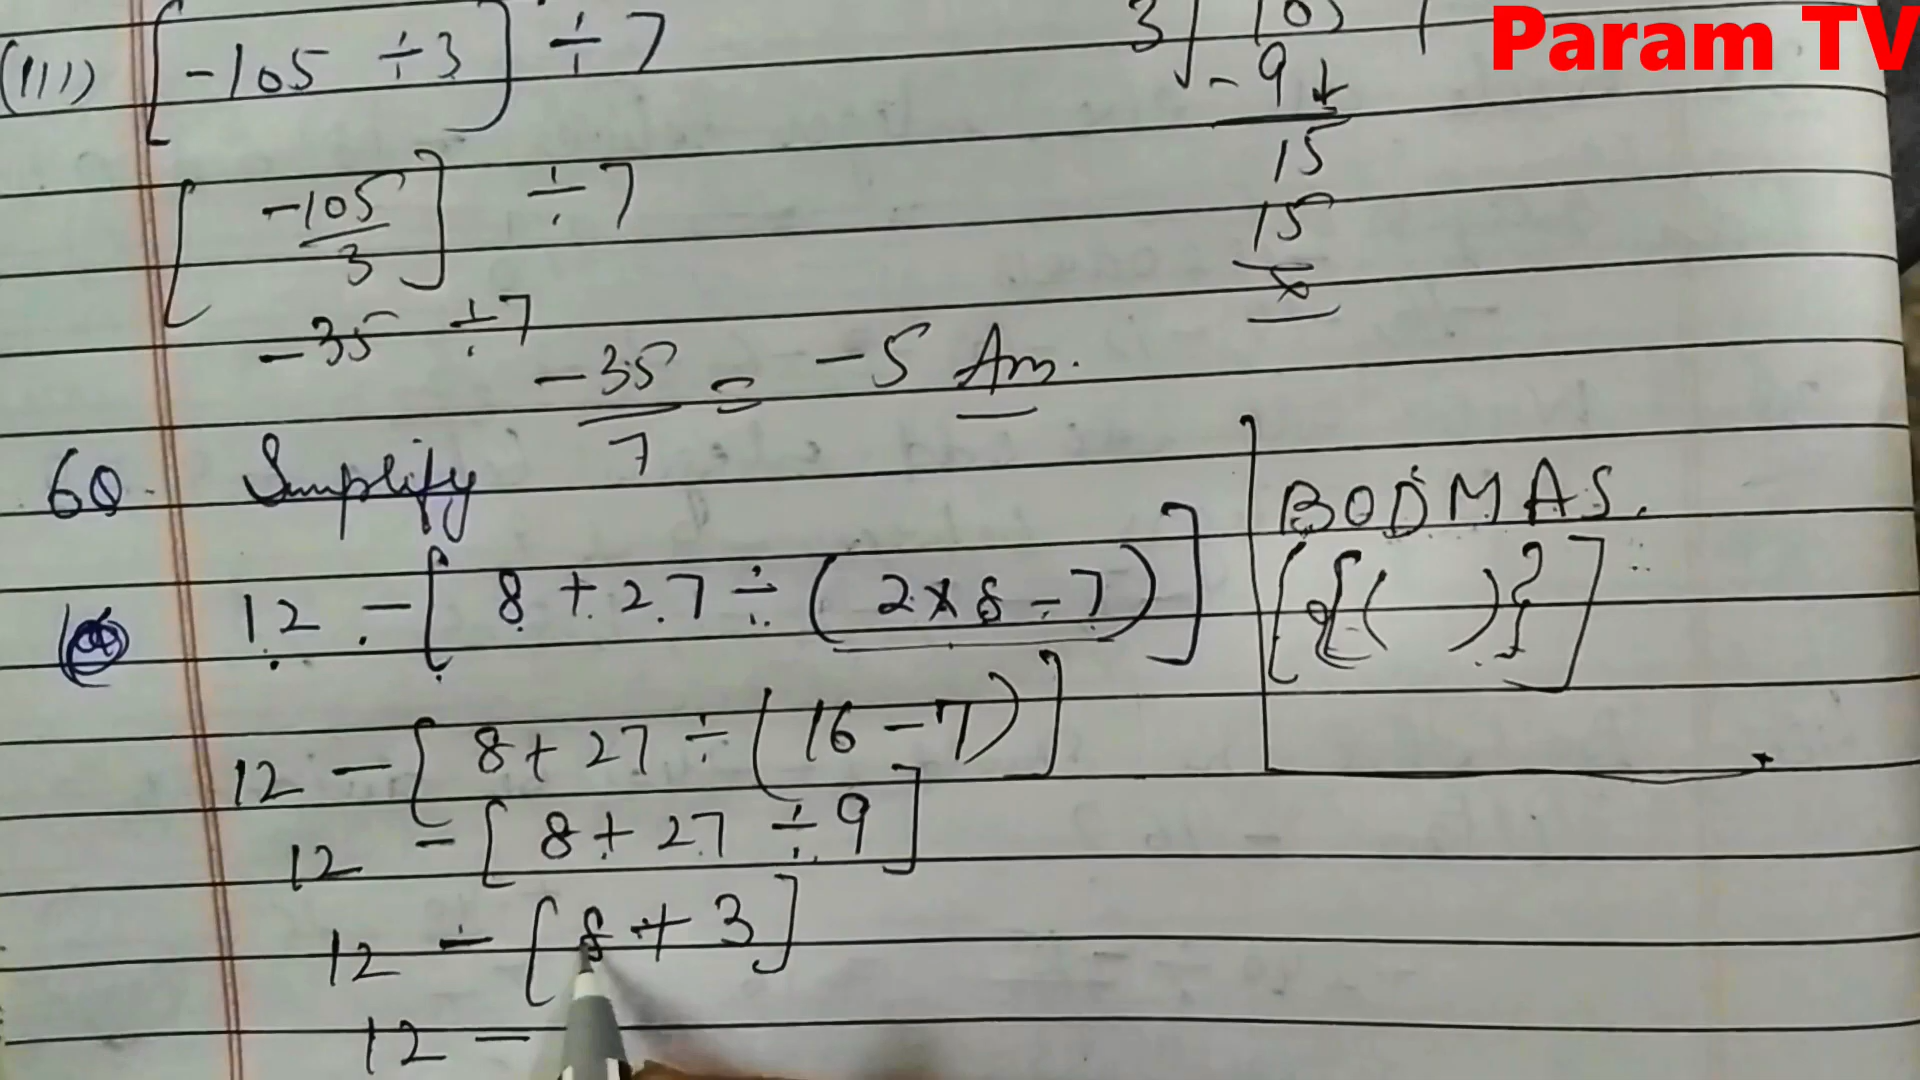 Param TV
(111) [-105 ÷ 3] ÷ 7
[-105/3] ÷ 7
-35 ÷ 7
-35/7 = -5 Ans.
3
-9↓
15
15
6Q. Simplify
12 - [8 + 27 ÷ (2 × 8 - 7)]
12 - [8 + 27 ÷ (16 - 7)]
12 - [8 + 27 ÷ 9]
12 - [8 + 3]
12 -
BODMAS.
[{( )}]